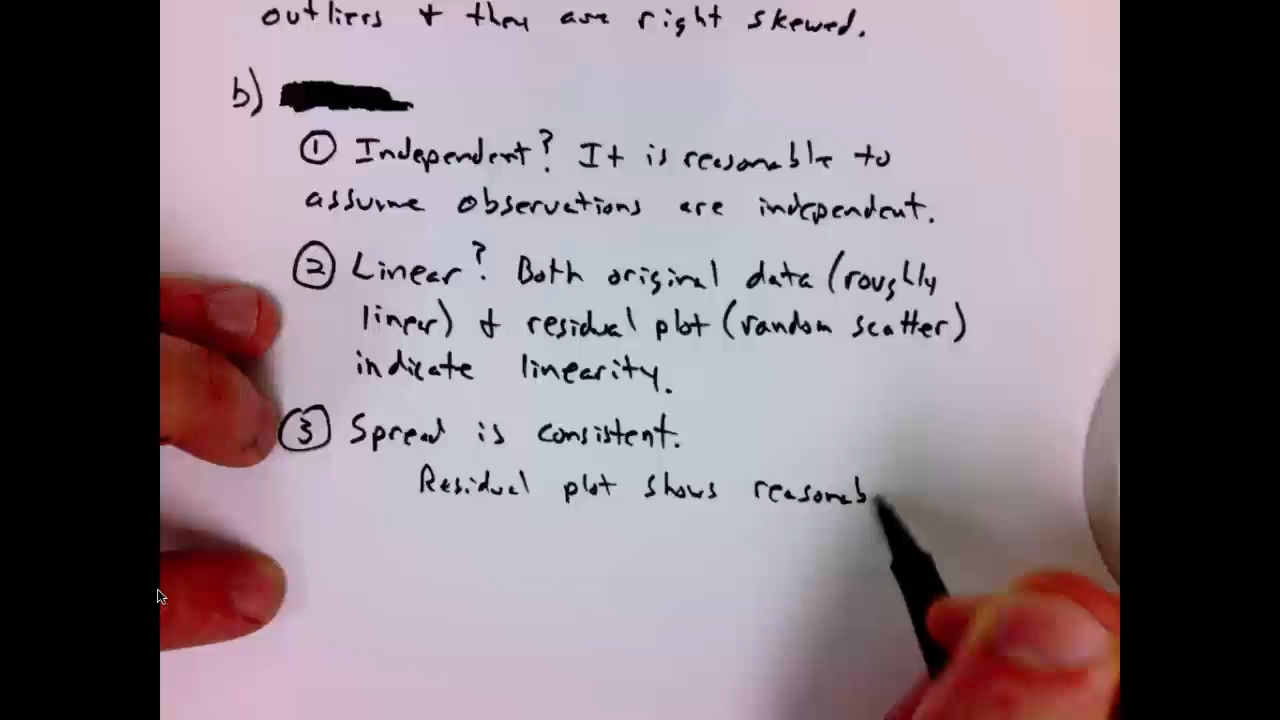 outliers + they are right skewed.
b)
① Independent? It is reasonable to
assume observations are independent.
② Linear? Both original data (roughly
linear) + residual plot (random scatter)
indicate linearity.
③ Spread is consistent.
Residual plot shows reasonab